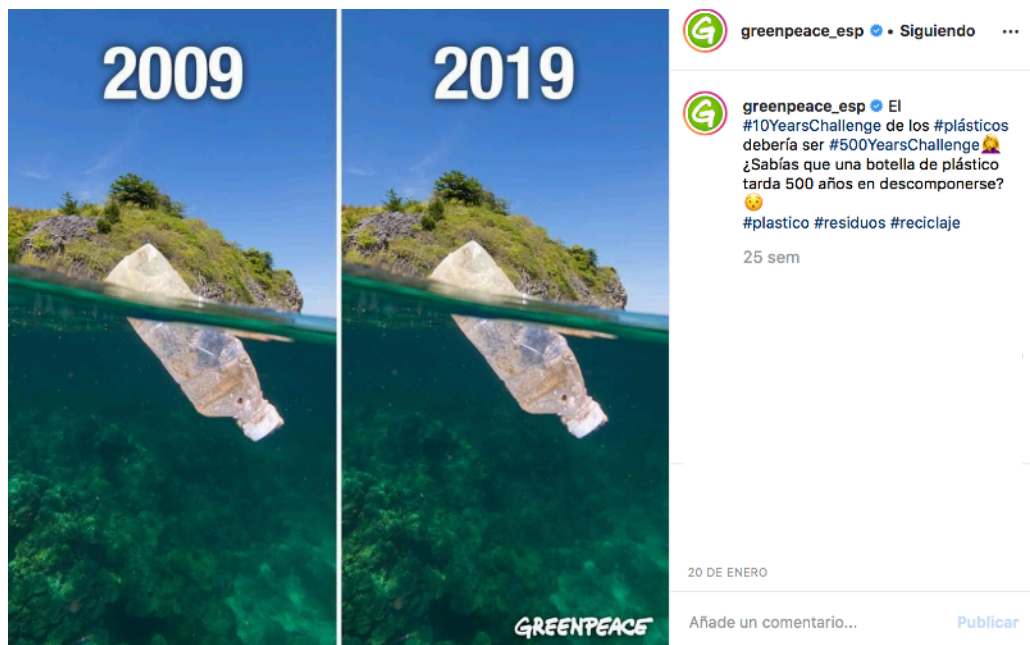 2009
2019
GREENPEACE
greenpeace_esp • Siguiendo ...
greenpeace_esp El
#10YearsChallenge de los #plásticos
debería ser #500YearsChallenge🤦‍♀️
¿Sabías que una botella de plástico
tarda 500 años en descomponerse?
😯
#plastico #residuos #reciclaje
25 sem
20 DE ENERO
Añade un comentario...
Publicar